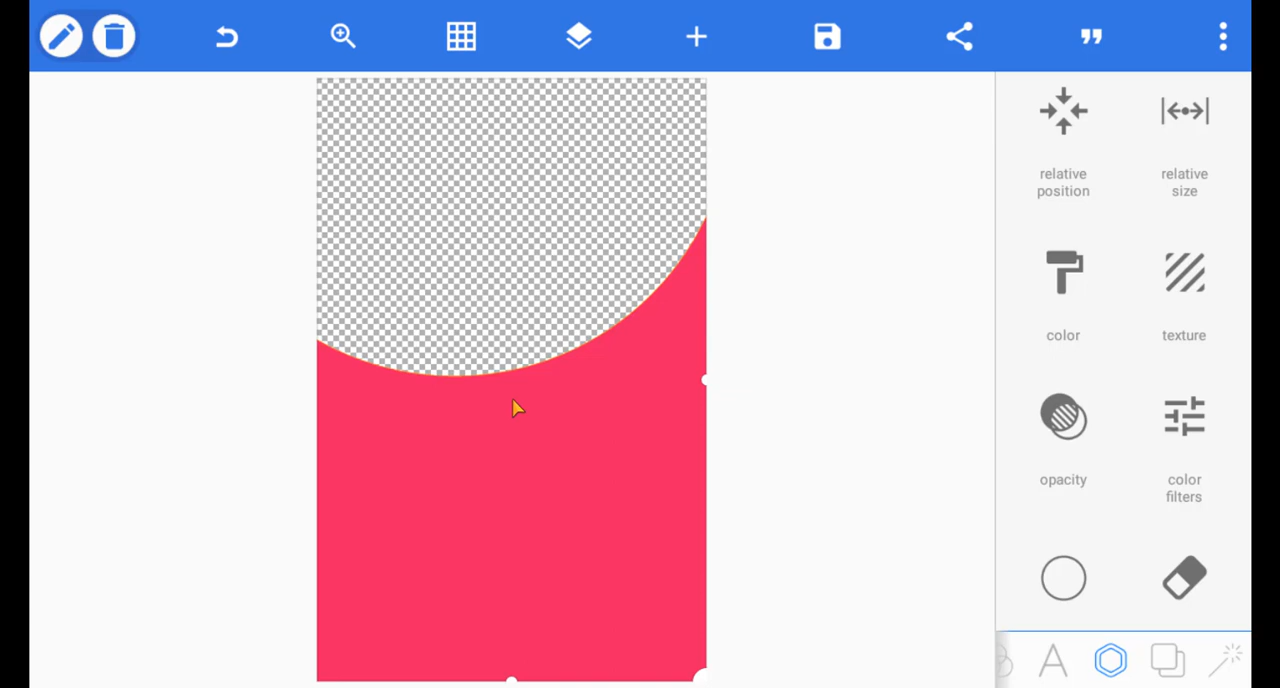 relative
position
relative
size
color
texture
opacity
color
filters